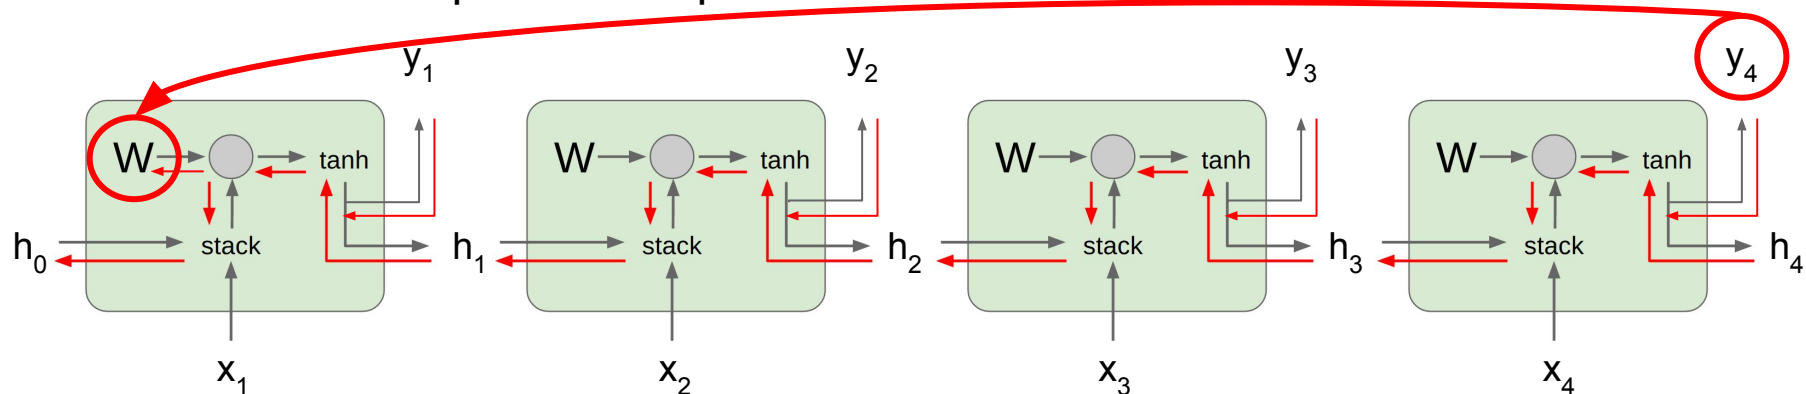 y1 y2 y3 y4
W tanh W tanh W tanh W tanh
h0 stack h1 stack h2 stack h3 stack h4
x1 x2 x3 x4